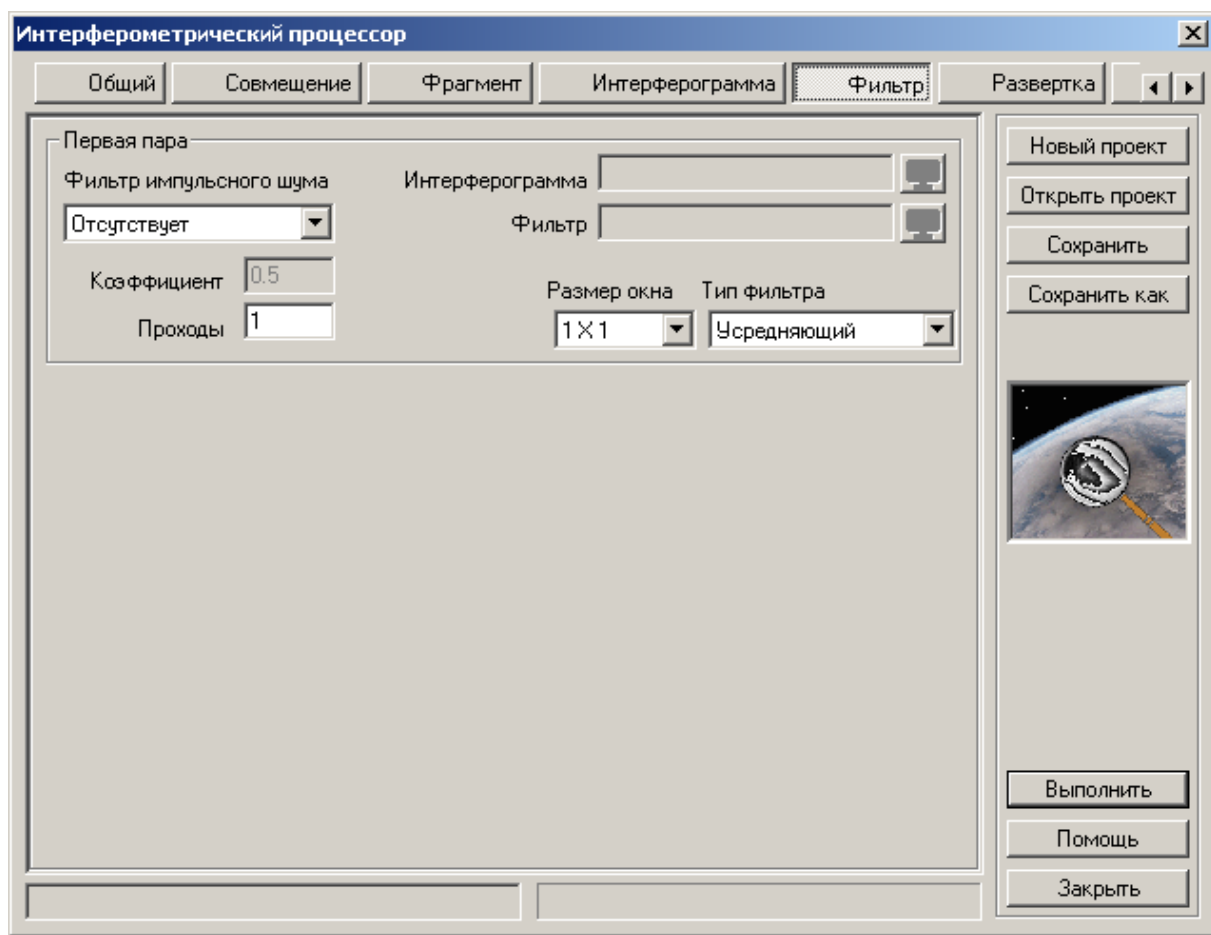 Интерферометрический процессор
Общий Совмещение Фрагмент Интерферограмма Фильтр Развертка
Первая пара
Фильтр импульсного шума
Отсутствует
Коэффициент 0.5
Проходы 1
Интерферограмма
Фильтр
Размер окна Тип фильтра
1 X 1 Усредняющий
Новый проект
Открыть проект
Сохранить
Сохранить как
Выполнить
Помощь
Закрыть